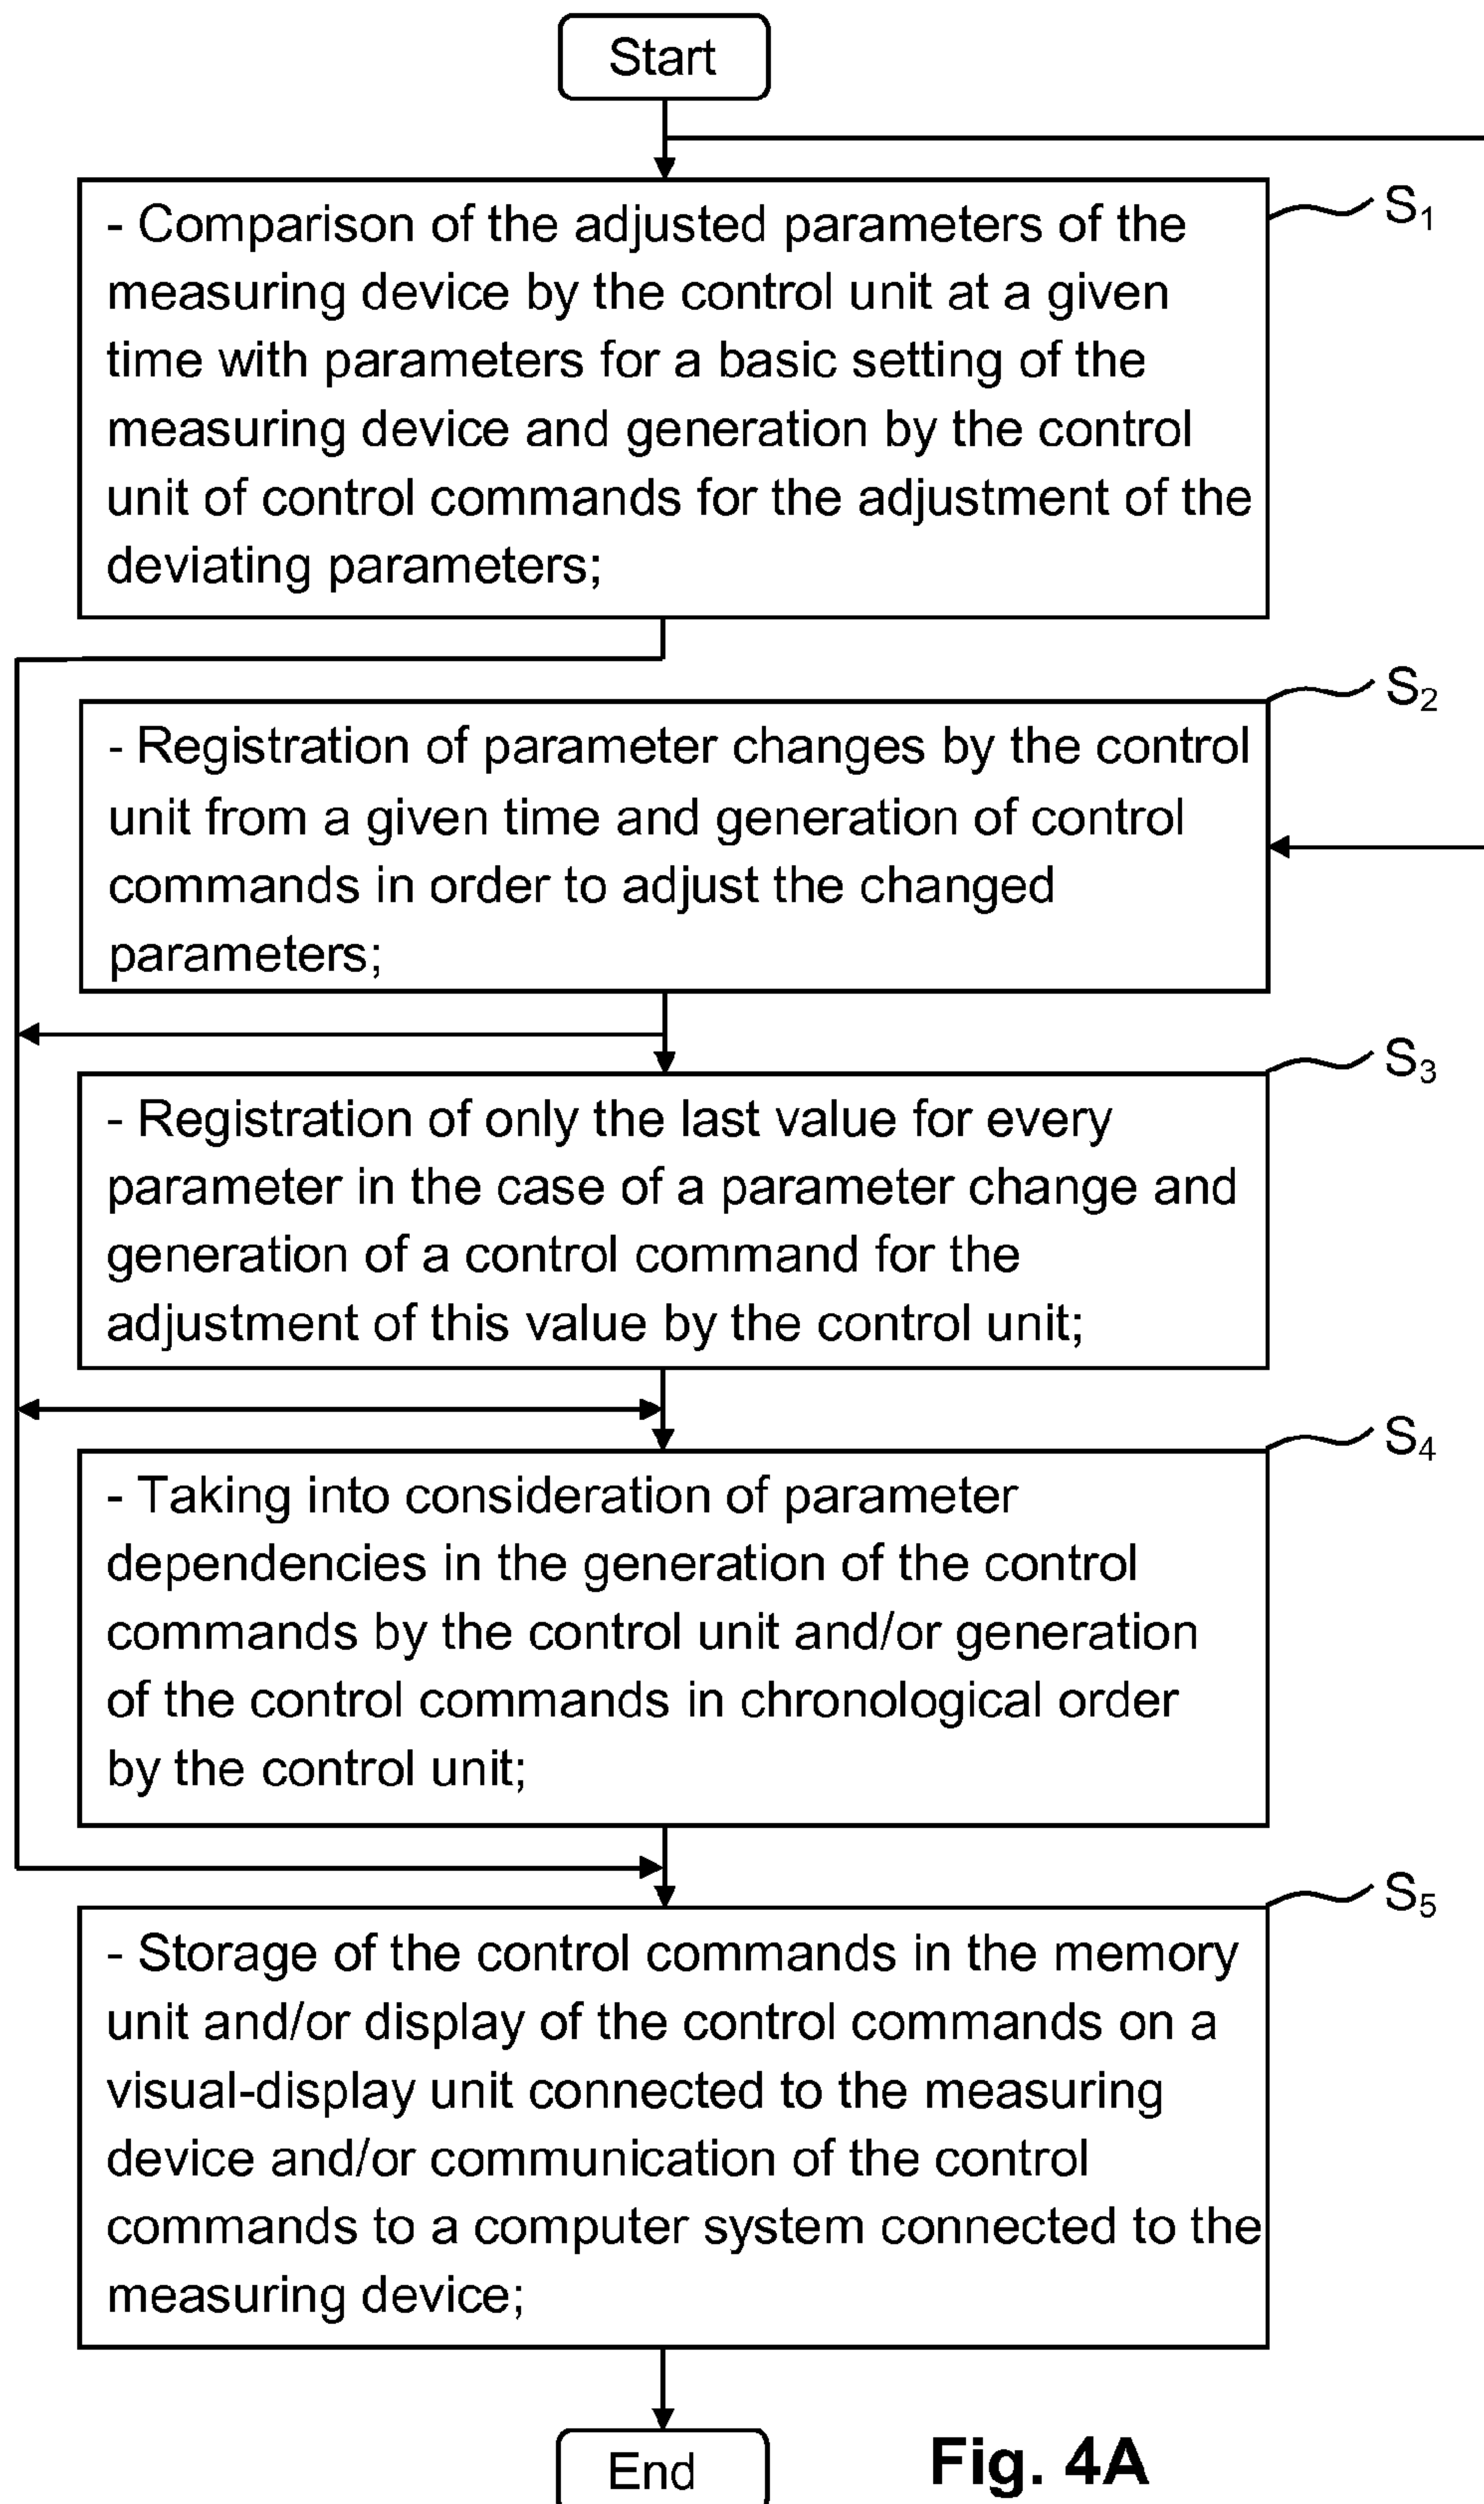 Start
- Comparison of the adjusted parameters of the
measuring device by the control unit at a given
time with parameters for a basic setting of the
measuring device and generation by the control
unit of control commands for the adjustment of the
deviating parameters;
S1
- Registration of parameter changes by the control
unit from a given time and generation of control
commands in order to adjust the changed
parameters;
S2
- Registration of only the last value for every
parameter in the case of a parameter change and
generation of a control command for the
adjustment of this value by the control unit;
S3
- Taking into consideration of parameter
dependencies in the generation of the control
commands by the control unit and/or generation
of the control commands in chronological order
by the control unit;
S4
- Storage of the control commands in the memory
unit and/or display of the control commands on a
visual-display unit connected to the measuring
device and/or communication of the control
commands to a computer system connected to the
measuring device;
S5
End
Fig. 4A